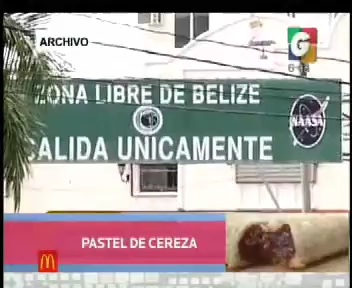 ARCHIVO
G
ZONA LIBRE DE BELIZE
NAASA
SALIDA UNICAMENTE
PASTEL DE CEREZA